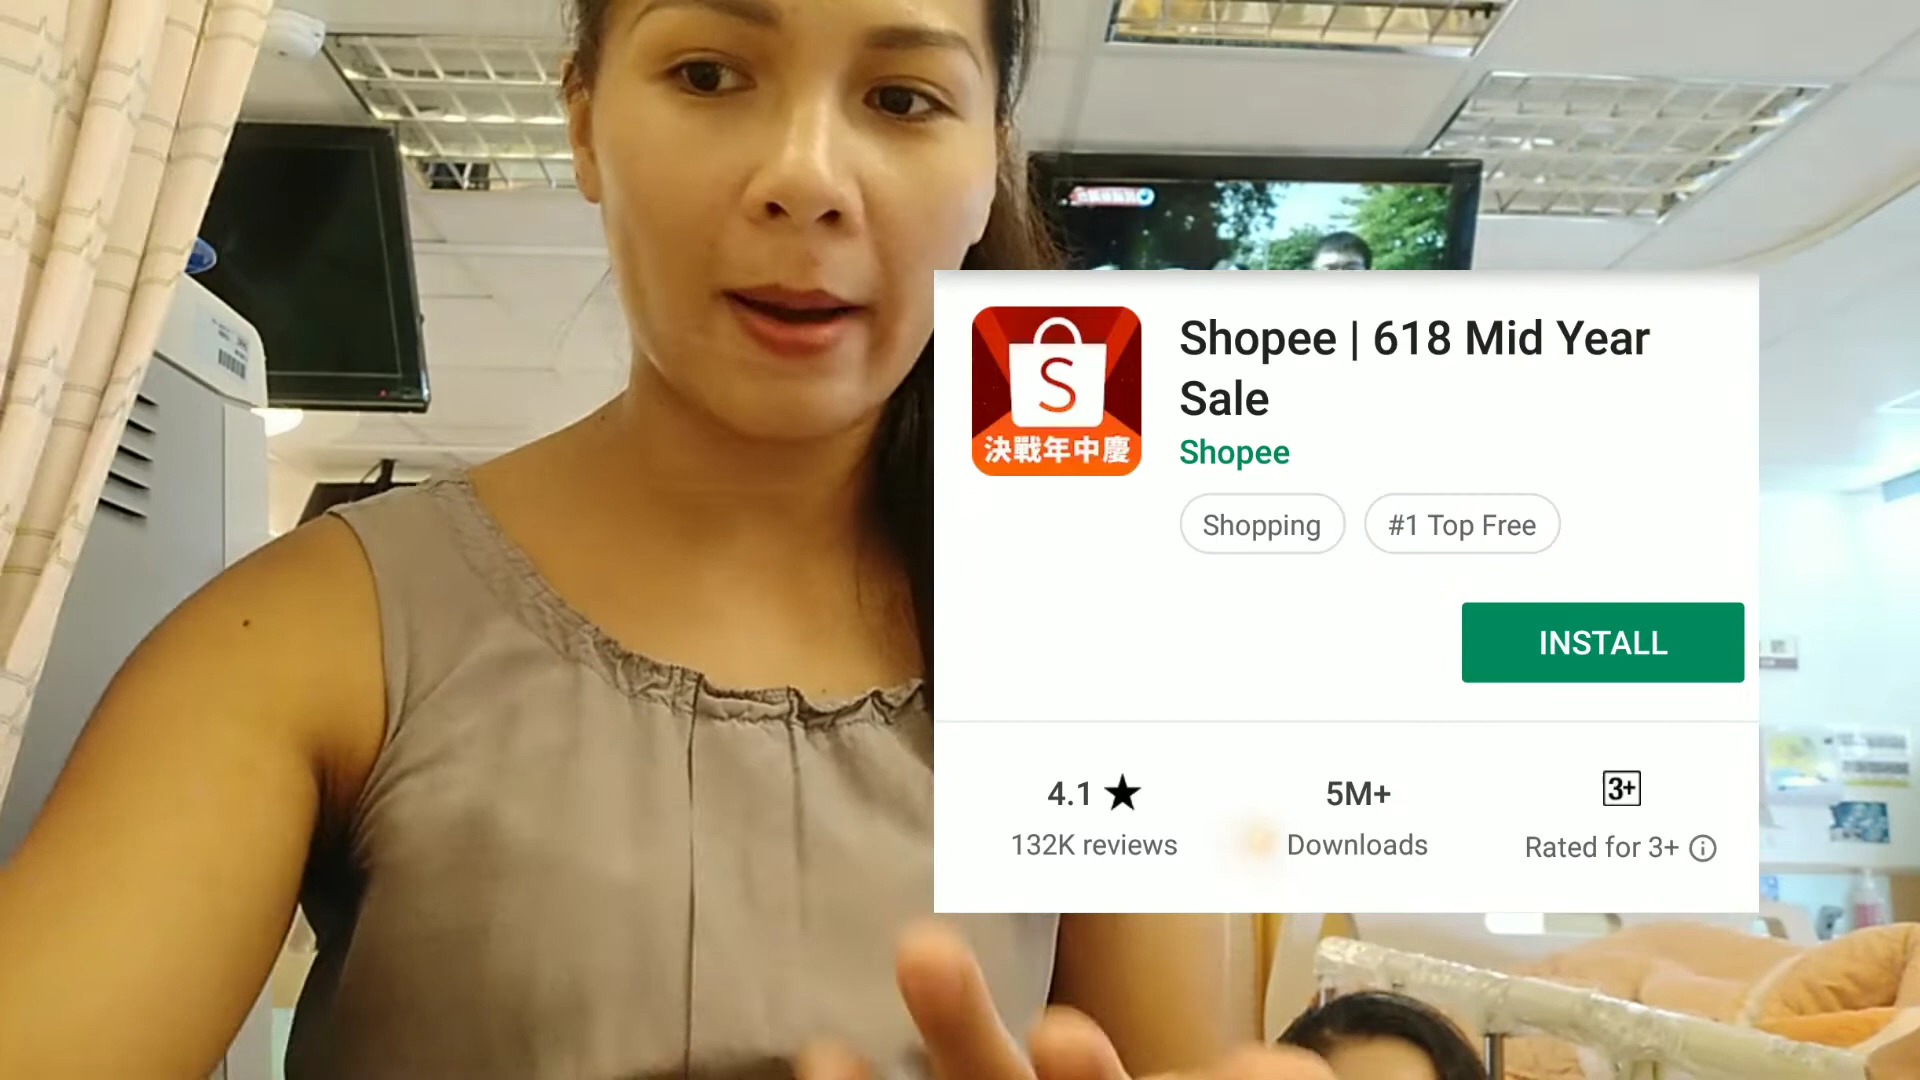 Shopee | 618 Mid Year
Sale
Shopee
S
決戰年中慶
Shopping
#1 Top Free
INSTALL
4.1 ★
5M+
3+
132K reviews
Downloads
Rated for 3+